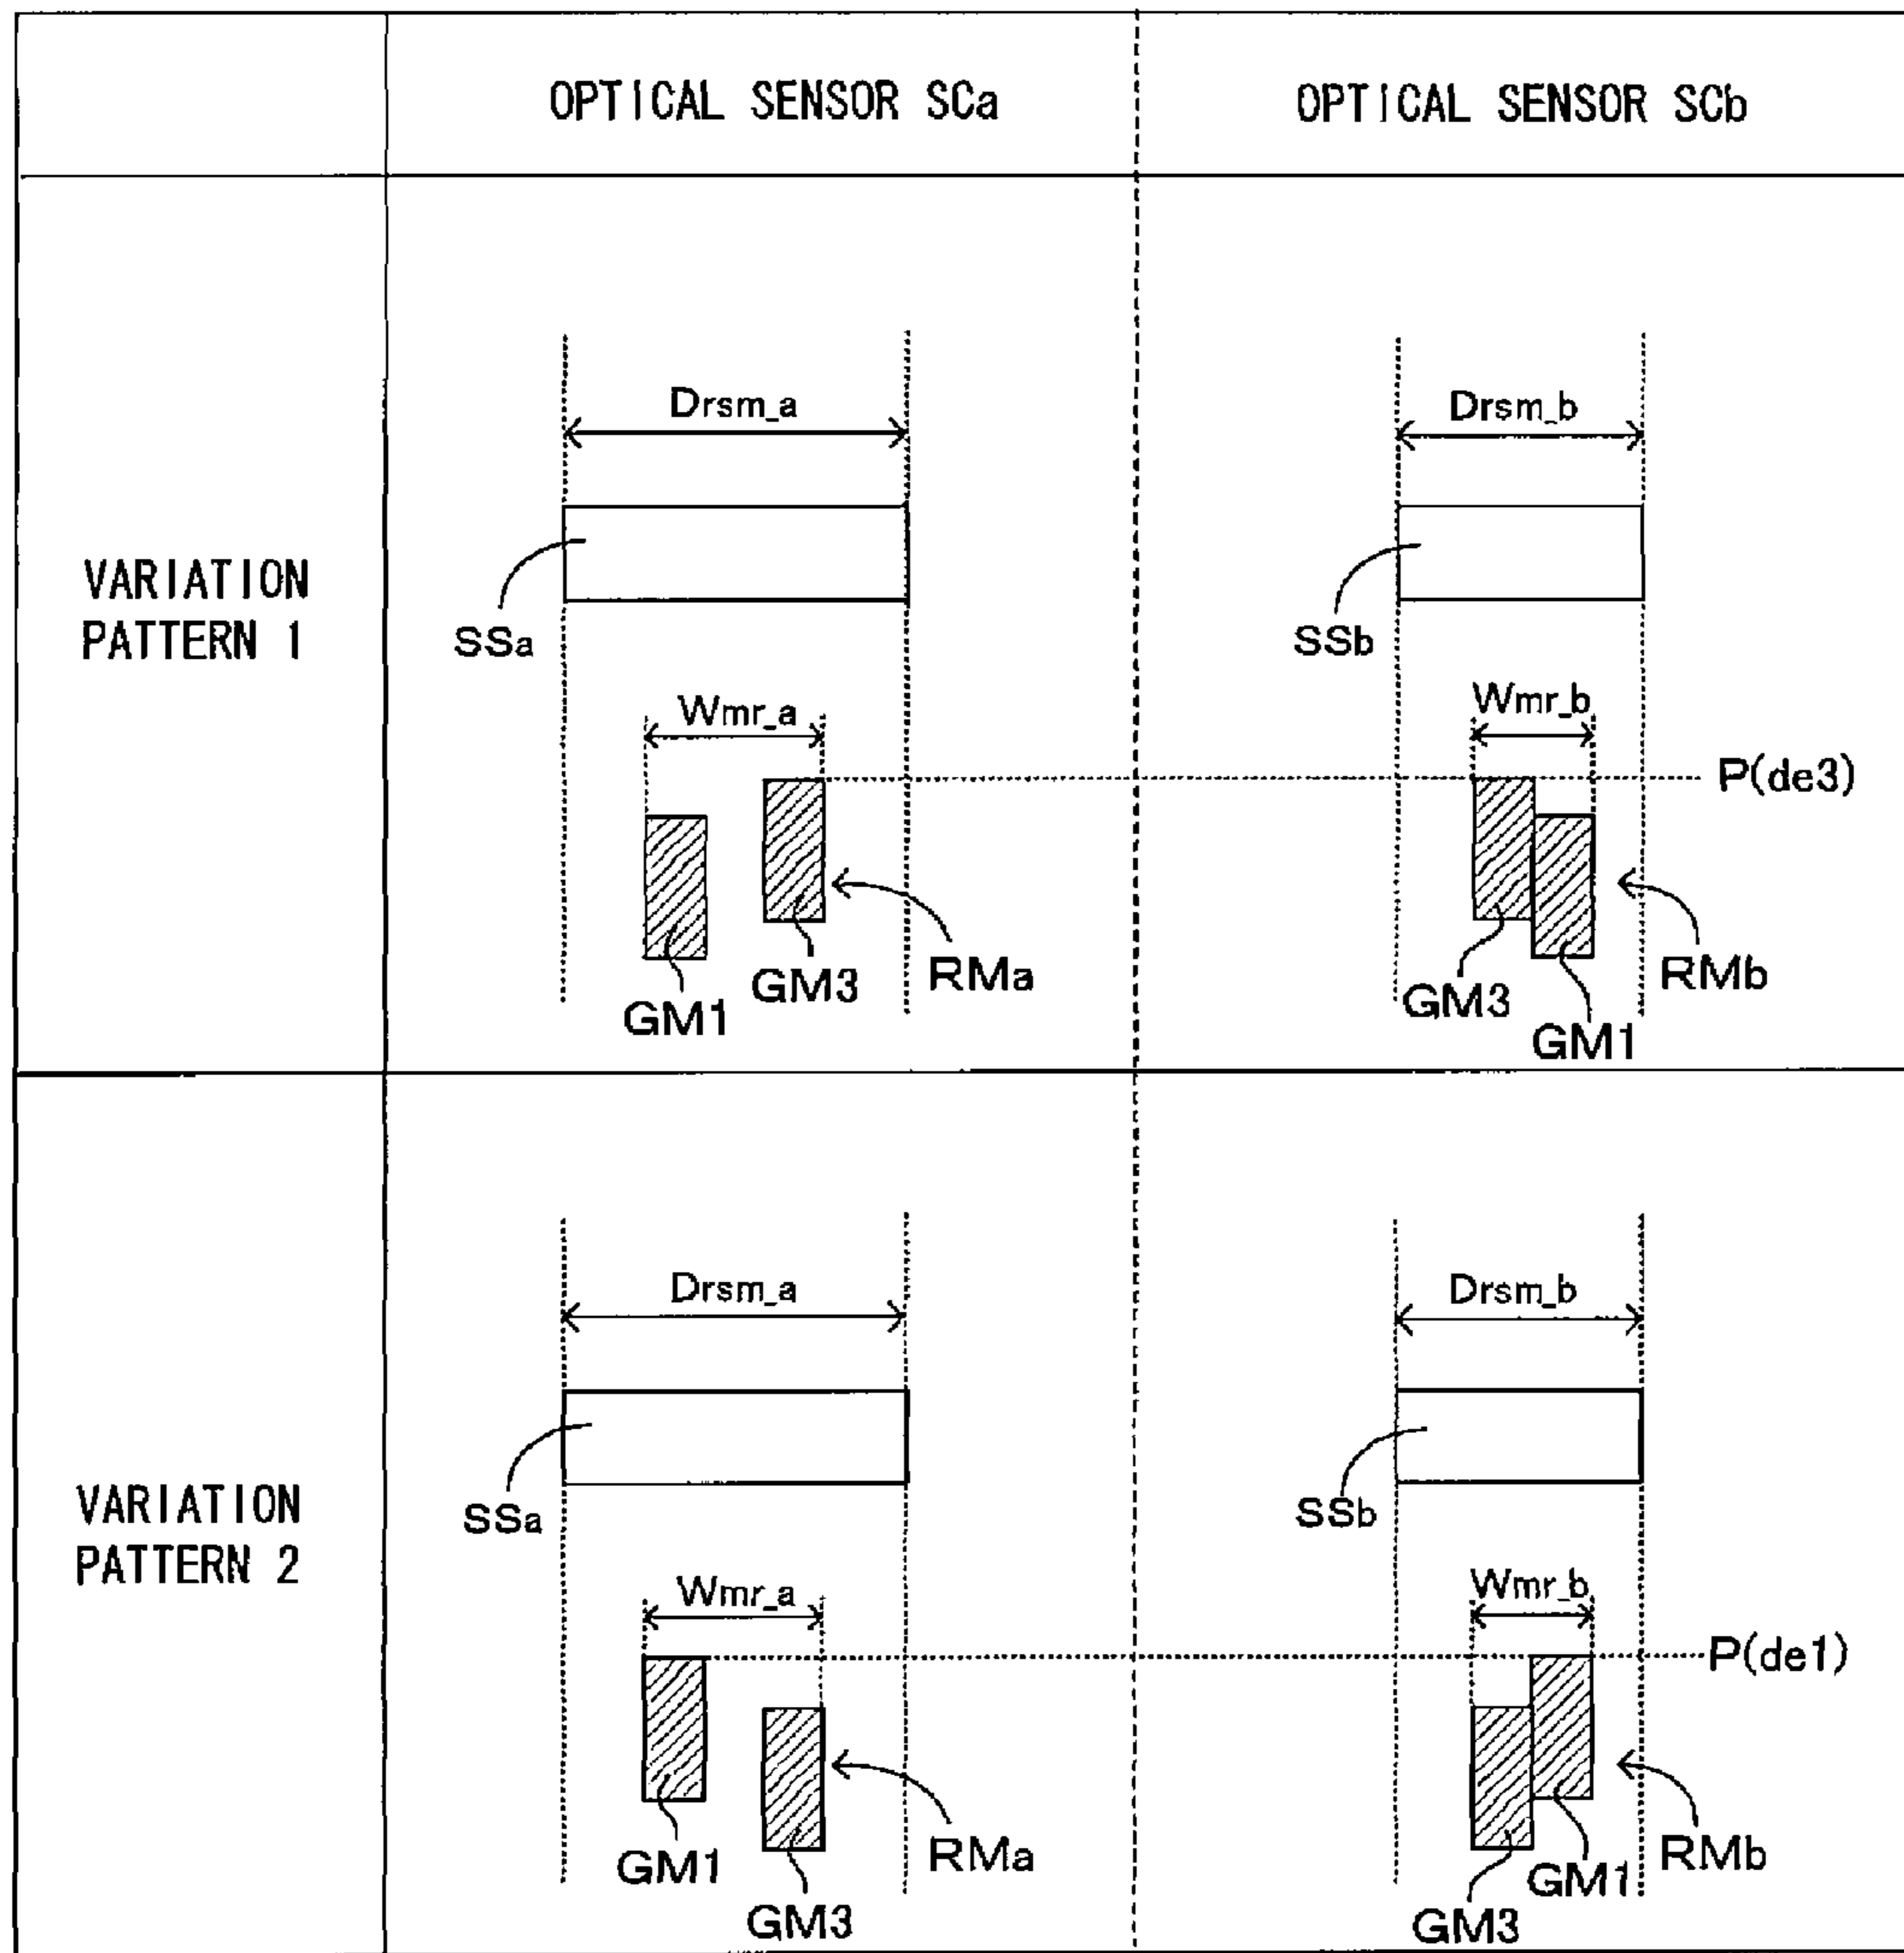 OPTICAL SENSOR SCa
OPTICAL SENSOR SCb
VARIATION
PATTERN 1
Drsm_a
SSa
Wmr_a
GM1
GM3
RMa
Drsm_b
SSb
Wmr_b
P(de3)
GM3
GM1
RMb
VARIATION
PATTERN 2
Drsm_a
SSa
Wmr_a
GM1
GM3
RMa
Drsm_b
SSb
Wmr_b
P(de1)
GM3
GM1
RMb